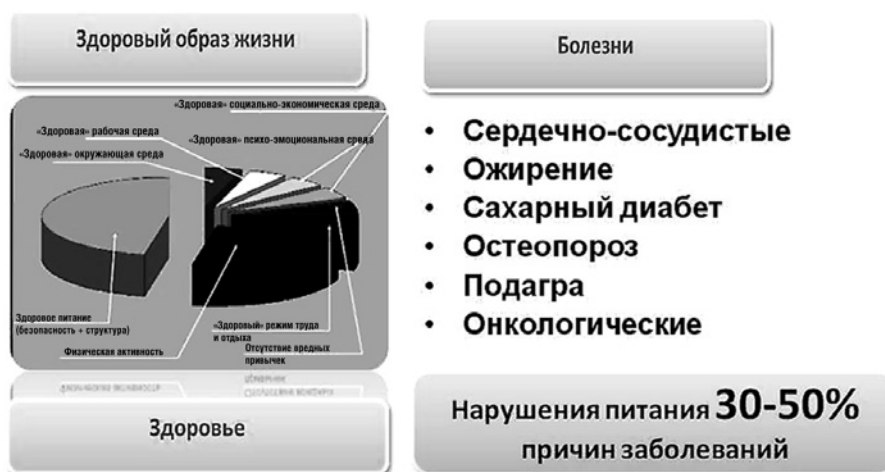 Здоровый образ жизни
«Здоровая» социально-экономическая среда
«Здоровая» рабочая среда
«Здоровая» психо-эмоциональная среда
«Здоровая» окружающая среда
Здоровое питание
(безопасность + структура)
«Здоровый» режим труда
и отдыха
Физическая активность
Отсутствие вредных
привычек
Здоровье
Болезни
• Сердечно-сосудистые
• Ожирение
• Сахарный диабет
• Остеопороз
• Подагра
• Онкологические
Нарушения питания 30-50%
причин заболеваний